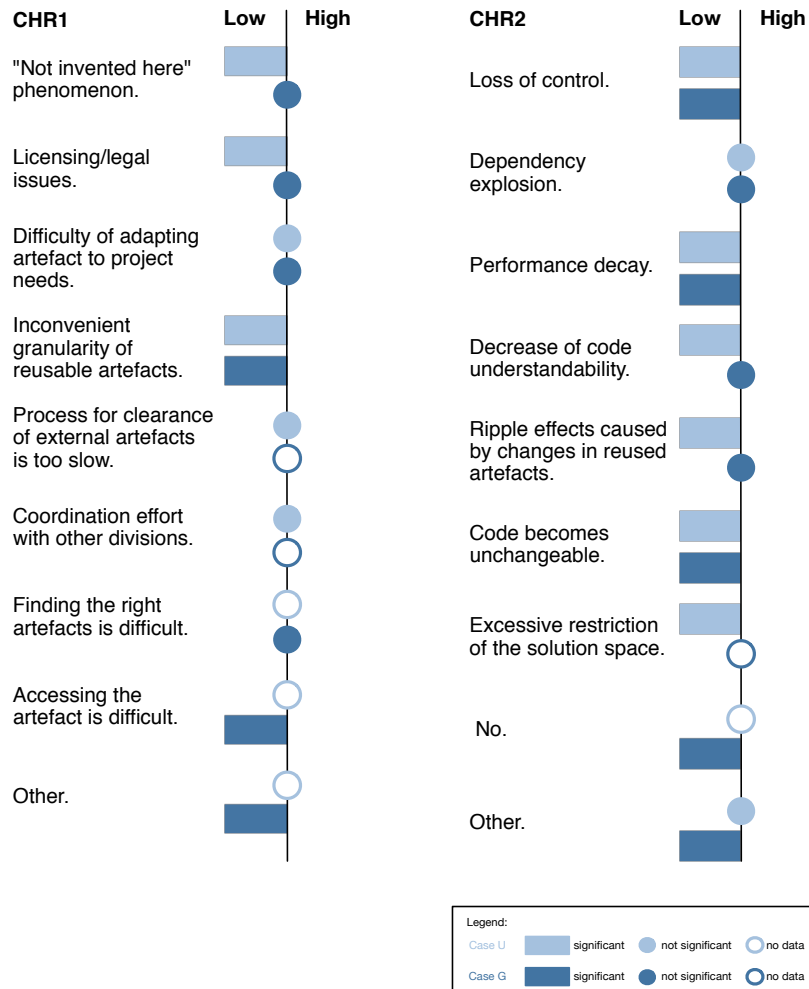 CHR1 Low High
"Not invented here"
phenomenon.
Licensing/legal
issues.
Difficulty of adapting
artefact to project
needs.
Inconvenient
granularity of
reusable artefacts.
Process for clearance
of external artefacts
is too slow.
Coordination effort
with other divisions.
Finding the right
artefacts is difficult.
Accessing the
artefact is difficult.
Other.
CHR2 Low High
Loss of control.
Dependency
explosion.
Performance decay.
Decrease of code
understandability.
Ripple effects caused
by changes in reused
artefacts.
Code becomes
unchangeable.
Excessive restriction
of the solution space.
No.
Other.
Legend:
Case U significant not significant no data
Case G significant not significant no data